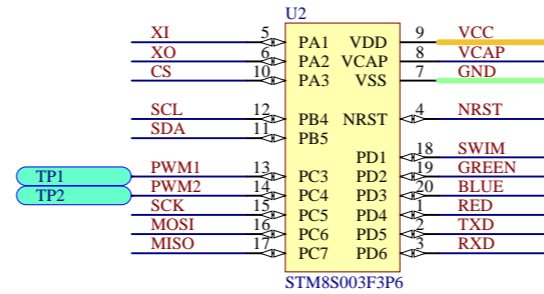 U2
XI 5 PA1 VDD 9 VCC
XO 6 PA2 VCAP 8 VCAP
CS 10 PA3 VSS 7 GND
SCL 12 PB4 NRST 4 NRST
SDA 11 PB5
PD1 18 SWIM
TP1 PWM1 13 PC3 PD2 19 GREEN
TP2 PWM2 14 PC4 PD3 20 BLUE
SCK 15 PC5 PD4 1 RED
MOSI 16 PC6 PD5 2 TXD
MISO 17 PC7 PD6 3 RXD
STM8S003F3P6